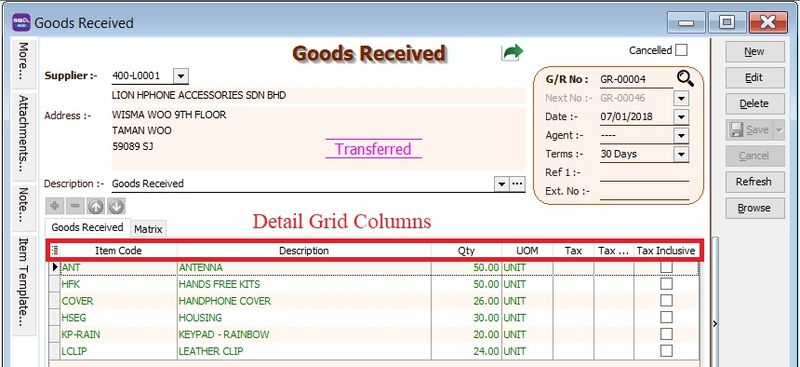 Goods Received
Goods Received
Cancelled
More...
Attachments...
Note...
Item Template...
Supplier :- 400-L0001
LION HPHONE ACCESSORIES SDN BHD
Address :- WISMA WOO 9TH FLOOR
TAMAN WOO
59089 SJ
Transferred
Description :- Goods Received
G/R No : GR-00004
Next No :- GR-00046
Date :- 07/01/2018
Agent :- ----
Terms :- 30 Days
Ref 1 :-
Ext. No :-
New
Edit
Delete
Save
Cancel
Refresh
Browse
Goods Received Matrix
Detail Grid Columns
Item Code Description Qty UOM Tax Tax ... Tax Inclusive
ANT ANTENNA 50.00 UNIT
HFK HANDS FREE KITS 50.00 UNIT
COVER HANDPHONE COVER 26.00 UNIT
HSEG HOUSING 30.00 UNIT
KP-RAIN KEYPAD - RAINBOW 20.00 UNIT
LCLIP LEATHER CLIP 24.00 UNIT